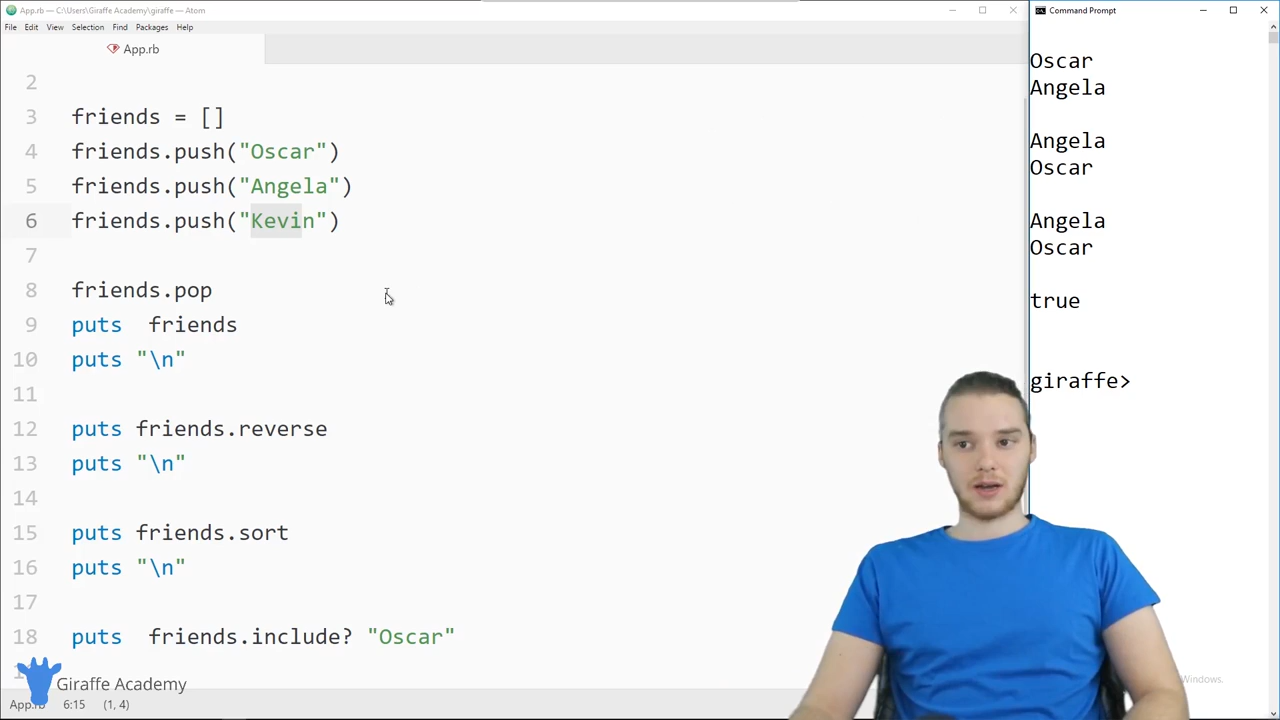 App.rb — C:\Users\Giraffe Academy\giraffe — Atom
File Edit View Selection Find Packages Help
App.rb
2
3 friends = []
4 friends.push("Oscar")
5 friends.push("Angela")
6 friends.push("Kevin")
7
8 friends.pop
9 puts  friends
10 puts "\n"
11
12 puts friends.reverse
13 puts "\n"
14
15 puts friends.sort
16 puts "\n"
17
18 puts  friends.include? "Oscar"
Giraffe Academy
App.rb 6:15 (1, 4)
Command Prompt
Oscar
Angela
Angela
Oscar
Angela
Oscar
true
giraffe>
Windows.